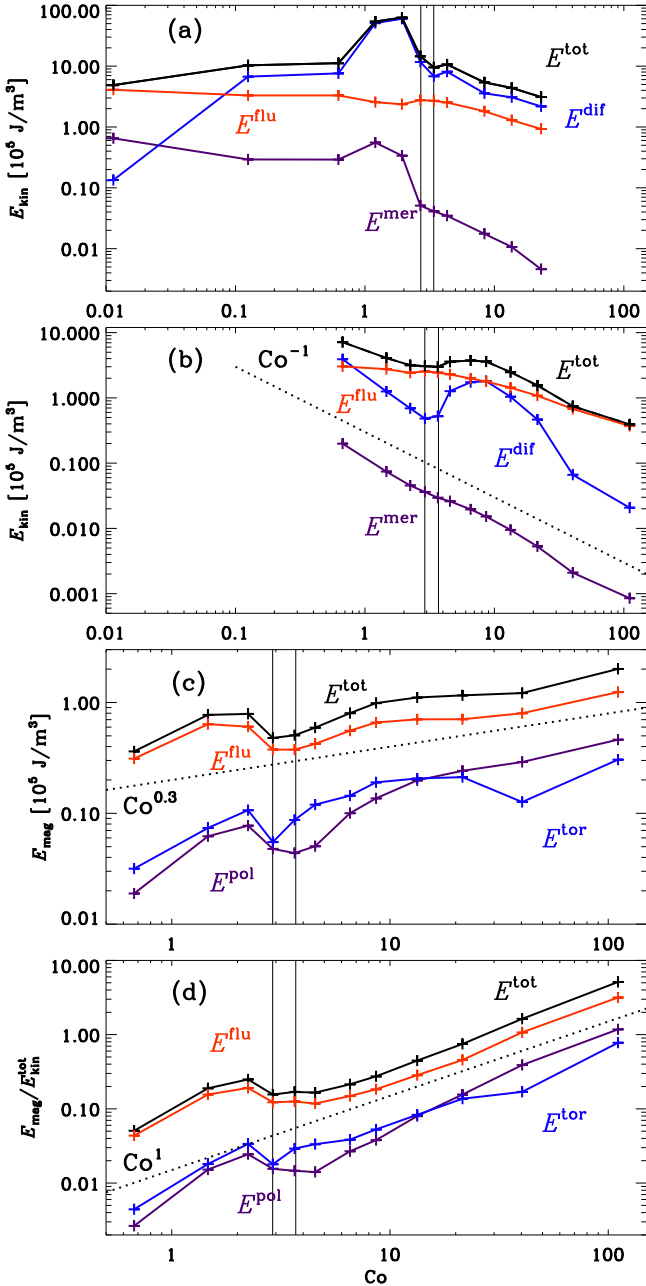 (a)
E^tot
E^flu
E^dif
E^mer
E_kin [10^5 J/m^3]
100.00
10.00
1.00
0.10
0.01
0.01 0.1 1 10 100
(b)
Co^−1
E^tot
E^flu
E^dif
E^mer
E_kin [10^5 J/m^3]
10.000
1.000
0.100
0.010
0.001
0.01 0.1 1 10 100
(c)
E^tot
E^flu
Co^0.3
E^pol
E^tor
E_mag [10^5 J/m^3]
1.00
0.10
0.01
1 10 100
(d)
E^tot
E^flu
Co^1
E^pol
E^tor
E_mag/E_kin^tot
10.00
1.00
0.10
0.01
1 10 100
Co